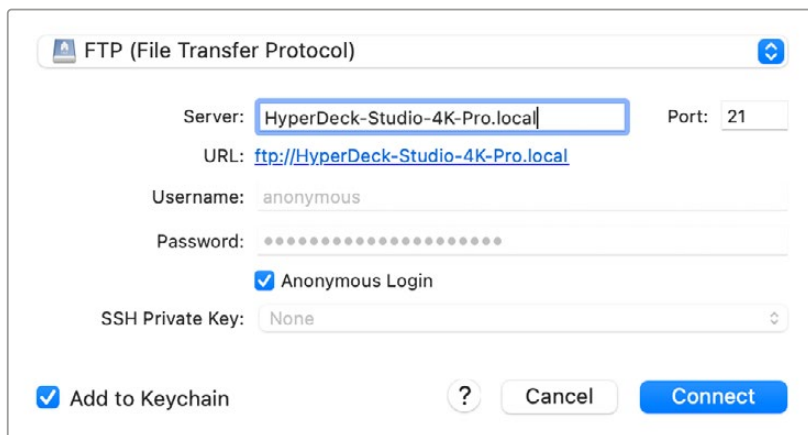 FTP (File Transfer Protocol)
Server: HyperDeck-Studio-4K-Pro.local Port: 21
URL: ftp://HyperDeck-Studio-4K-Pro.local
Username: anonymous
Password: ●●●●●●●●●●●●●●●●●●●●●
Anonymous Login
SSH Private Key: None
Add to Keychain ? Cancel Connect